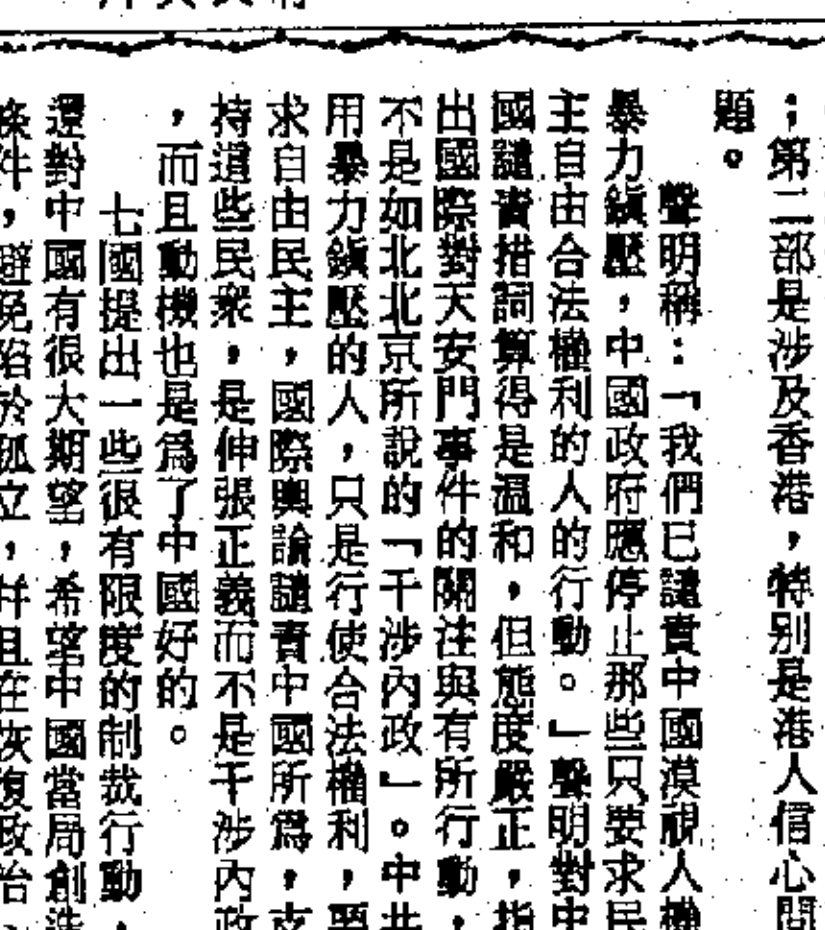 ；第二部是涉及香港，特別是港人信心問
題。
聲明稱：「我們已譴責中國漠視人權
暴力鎮壓，中國政府應停止那些只要求民
主自由合法權利的人的行動。」聲明對中
國譴責措詞算得是溫和，但態度嚴正，指
出國際對天安門事件的關注與有所行動，
不是如北北京所說的「干涉內政」。中共
用暴力鎮壓的人，只是行使合法權利，要
求自由民主，國際輿論譴責中國所爲，支
持這些民衆，是伸張正義而不是干涉內政
，而且動機也是爲了中國好的。
七國提出一些很有限度的制裁行動，
還對中國有很大期望，希望中國當局創造
條件，避免陷於孤立，并且在恢復政治、